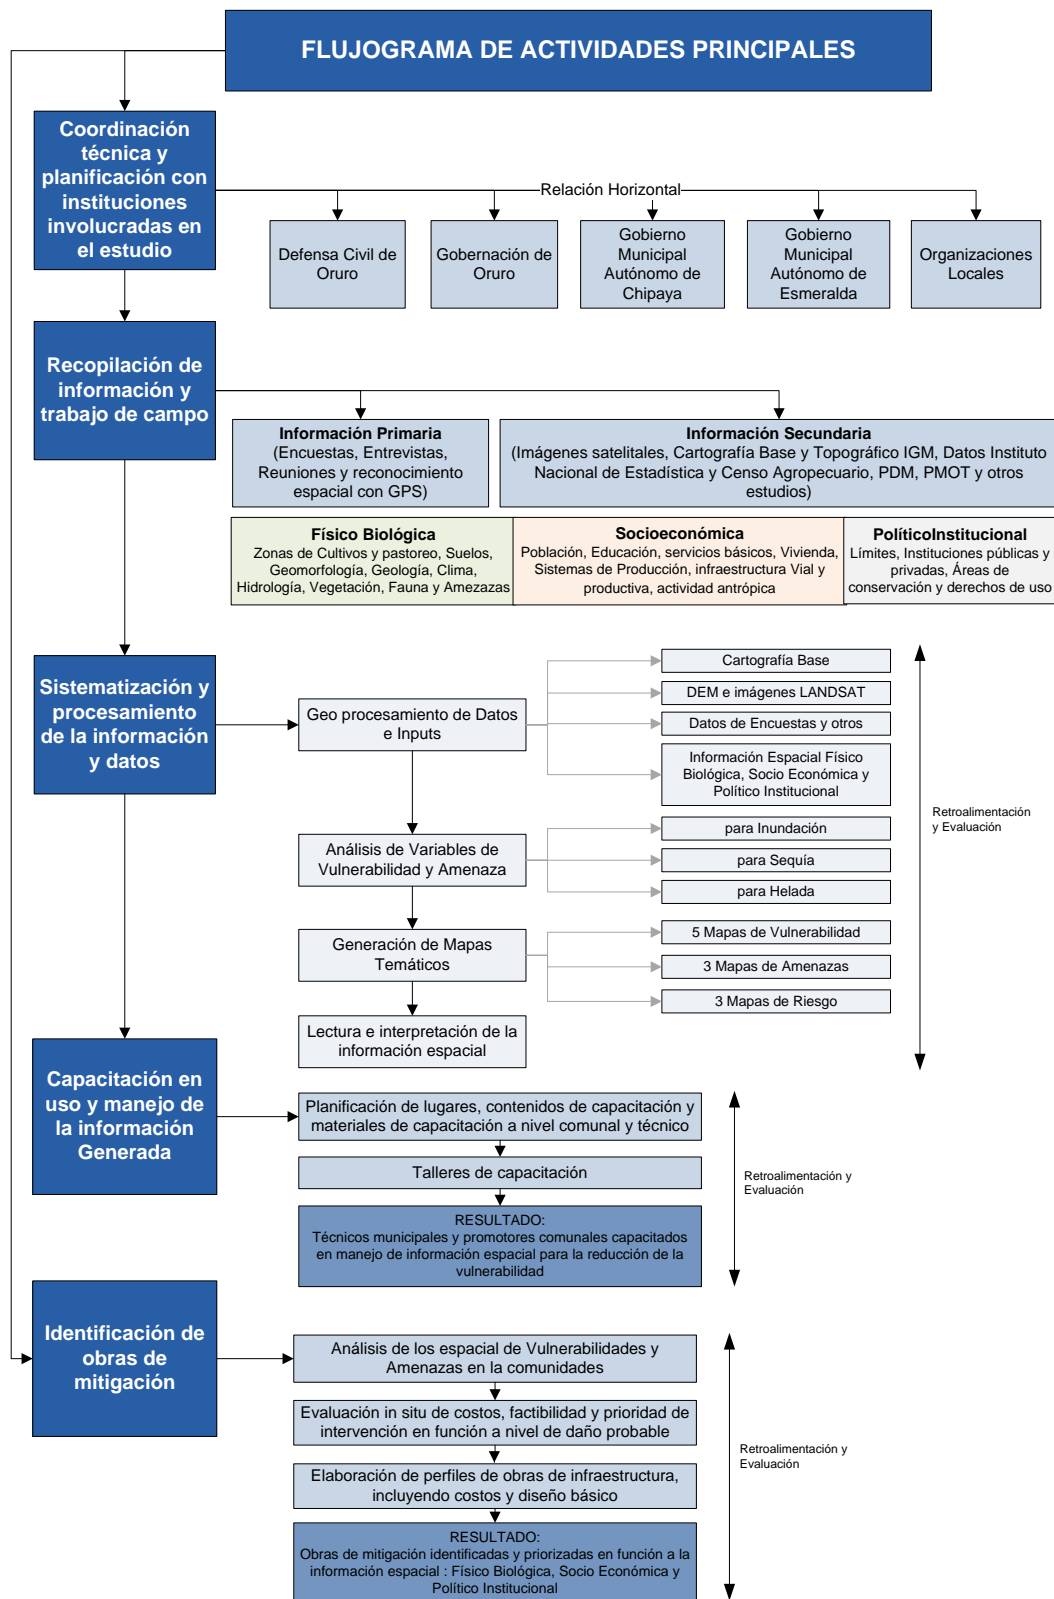 FLUJOGRAMA DE ACTIVIDADES PRINCIPALES
Coordinación
técnica y
planificación con
instituciones
involucradas en
el estudio
Relación Horizontal
Defensa Civil de
Oruro
Gobernación de
Oruro
Gobierno
Municipal
Autónomo de
Chipaya
Gobierno
Municipal
Autónomo de
Esmeralda
Organizaciones
Locales
Recopilación de
información y
trabajo de campo
Información Primaria
(Encuestas, Entrevistas,
Reuniones y reconocimiento
espacial con GPS)
Información Secundaria
(Imágenes satelitales, Cartografía Base y Topográfico IGM, Datos Instituto
Nacional de Estadística y Censo Agropecuario, PDM, PMOT y otros
estudios)
Físico Biológica
Zonas de Cultivos y pastoreo, Suelos,
Geomorfología, Geología, Clima,
Hidrología, Vegetación, Fauna y Amezazas
Socioeconómica
Población, Educación, servicios básicos, Vivienda,
Sistemas de Producción, infraestructura Vial y
productiva, actividad antrópica
PolíticoInstitucional
Límites, Instituciones públicas y
privadas, Áreas de
conservación y derechos de uso
Sistematización y
procesamiento
de la información
y datos
Geo procesamiento de Datos
e Inputs
Cartografía Base
DEM e imágenes LANDSAT
Datos de Encuestas y otros
Información Espacial Físico
Biológica, Socio Económica y
Político Institucional
Análisis de Variables de
Vulnerabilidad y Amenaza
para Inundación
para Sequía
para Helada
Generación de Mapas
Temáticos
5 Mapas de Vulnerabilidad
3 Mapas de Amenazas
3 Mapas de Riesgo
Lectura e interpretación de la
información espacial
Retroalimentación
y Evaluación
Capacitación en
uso y manejo de
la información
Generada
Planificación de lugares, contenidos de capacitación y
materiales de capacitación a nivel comunal y técnico
Talleres de capacitación
RESULTADO:
Técnicos municipales y promotores comunales capacitados
en manejo de información espacial para la reducción de la
vulnerabilidad
Retroalimentación y
Evaluación
Identificación de
obras de
mitigación
Análisis de los espacial de Vulnerabilidades y
Amenazas en la comunidades
Evaluación in situ de costos, factibilidad y prioridad de
intervención en función a nivel de daño probable
Elaboración de perfiles de obras de infraestructura,
incluyendo costos y diseño básico
RESULTADO:
Obras de mitigación identificadas y priorizadas en función a la
información espacial : Físico Biológica, Socio Económica y
Político Institucional
Retroalimentación y
Evaluación